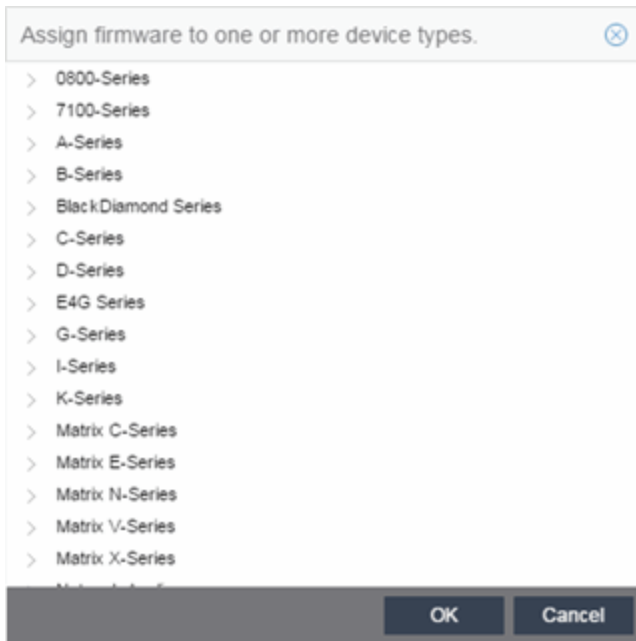 Assign firmware to one or more device types.
0800-Series
7100-Series
A-Series
B-Series
BlackDiamond Series
C-Series
D-Series
E4G Series
G-Series
I-Series
K-Series
Matrix C-Series
Matrix E-Series
Matrix N-Series
Matrix V-Series
Matrix X-Series
OK Cancel